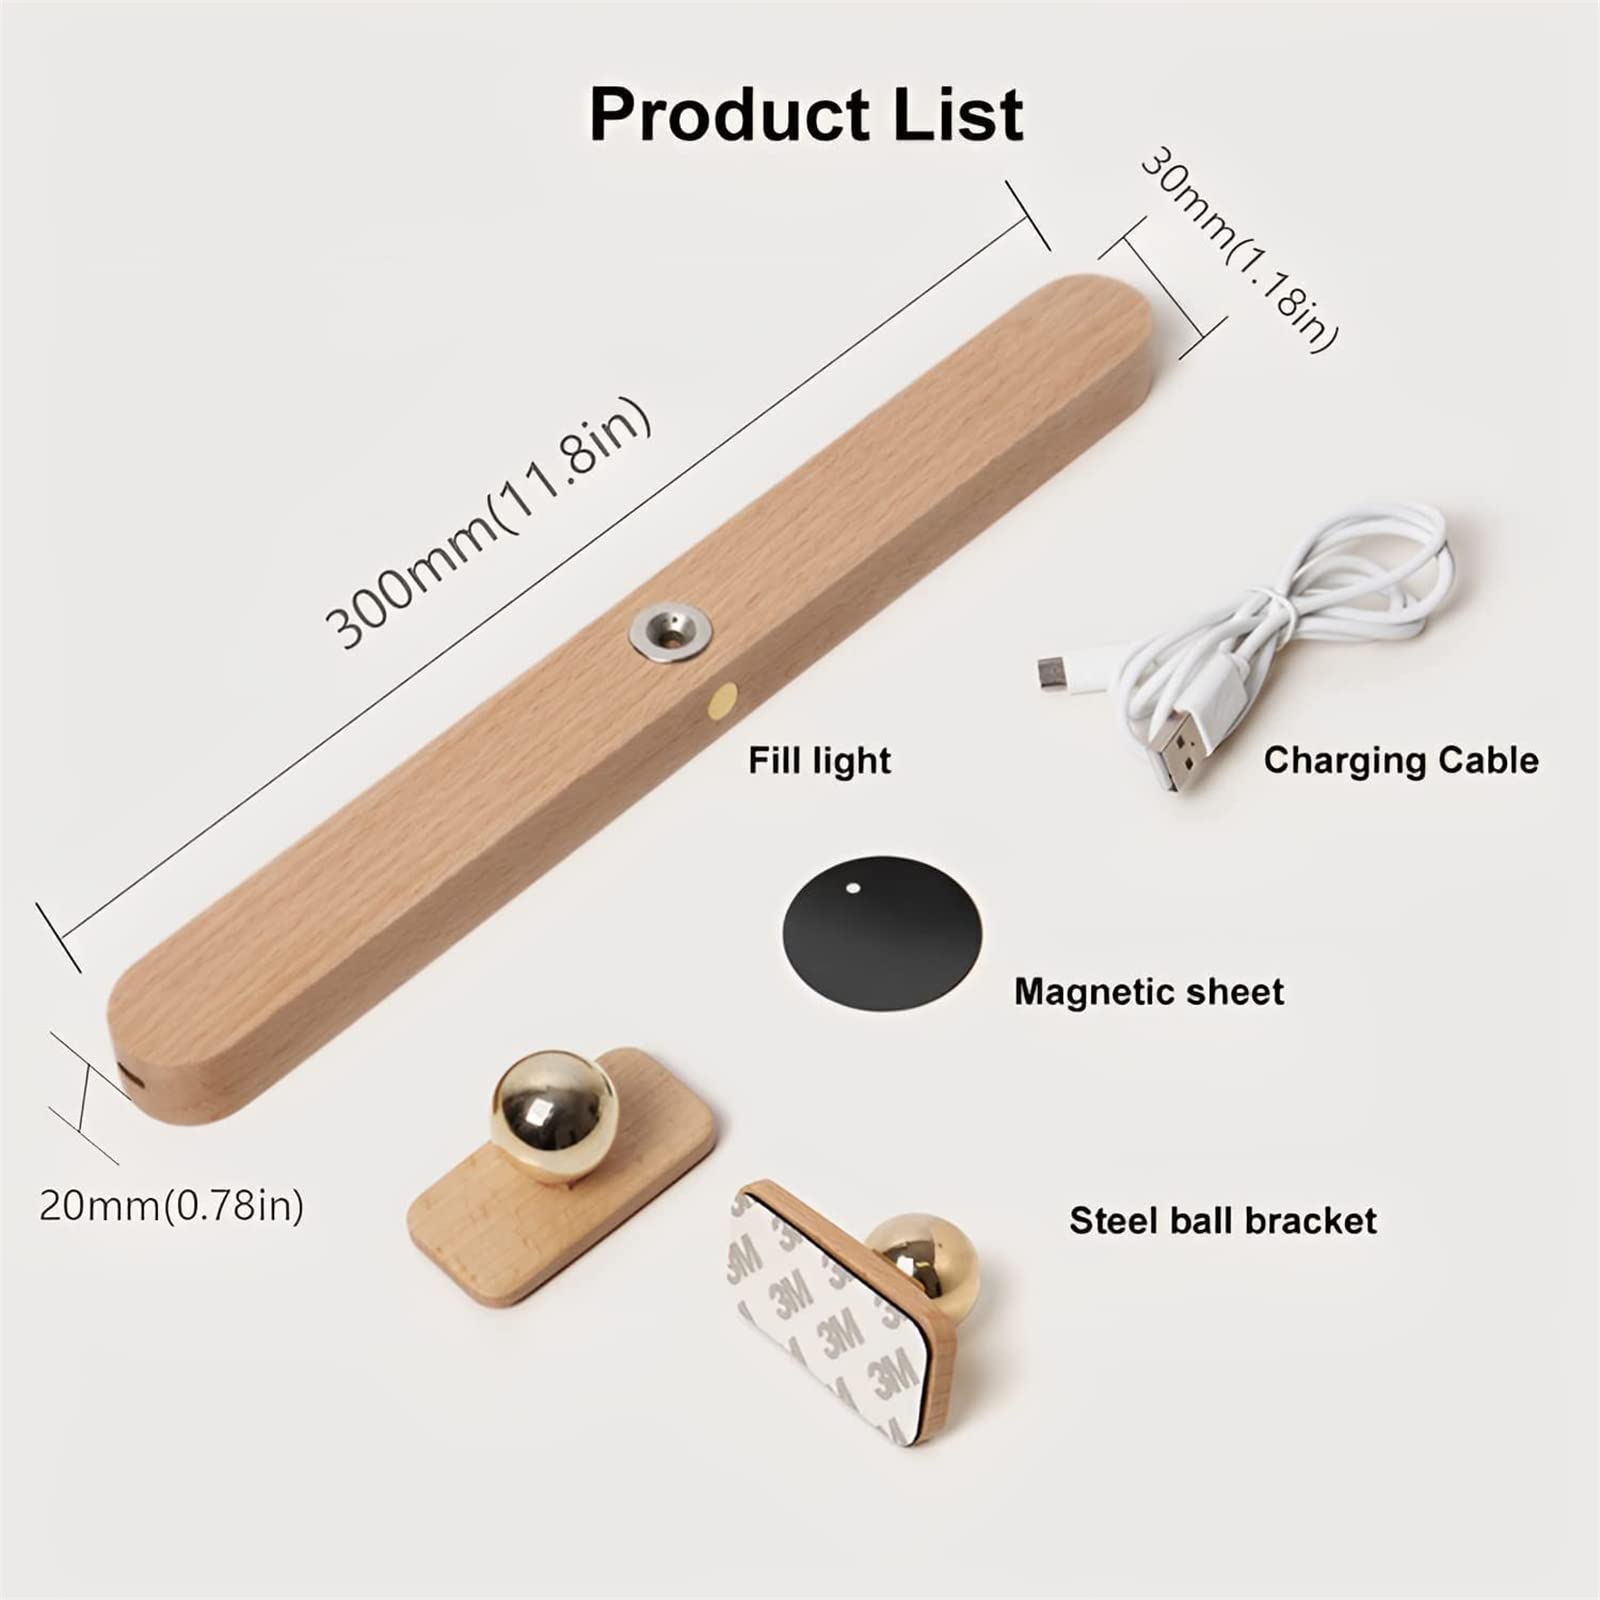 Product List
30mm(1.18in)
300mm(11.8in)
Fill light
Charging Cable
Magnetic sheet
20mm(0.78in)
Steel ball bracket
3M
3M
3M
3M
3M